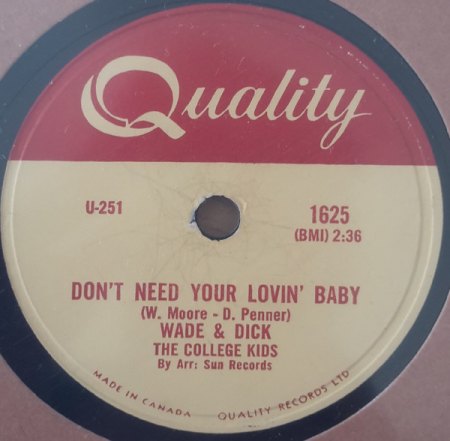 Quality
U-251
1625
(BMI) 2:36
DON'T NEED YOUR LOVIN' BABY
(W. Moore - D. Penner)
WADE & DICK
THE COLLEGE KIDS
By Arr: Sun Records
MADE IN CANADA QUALITY RECORDS LTD